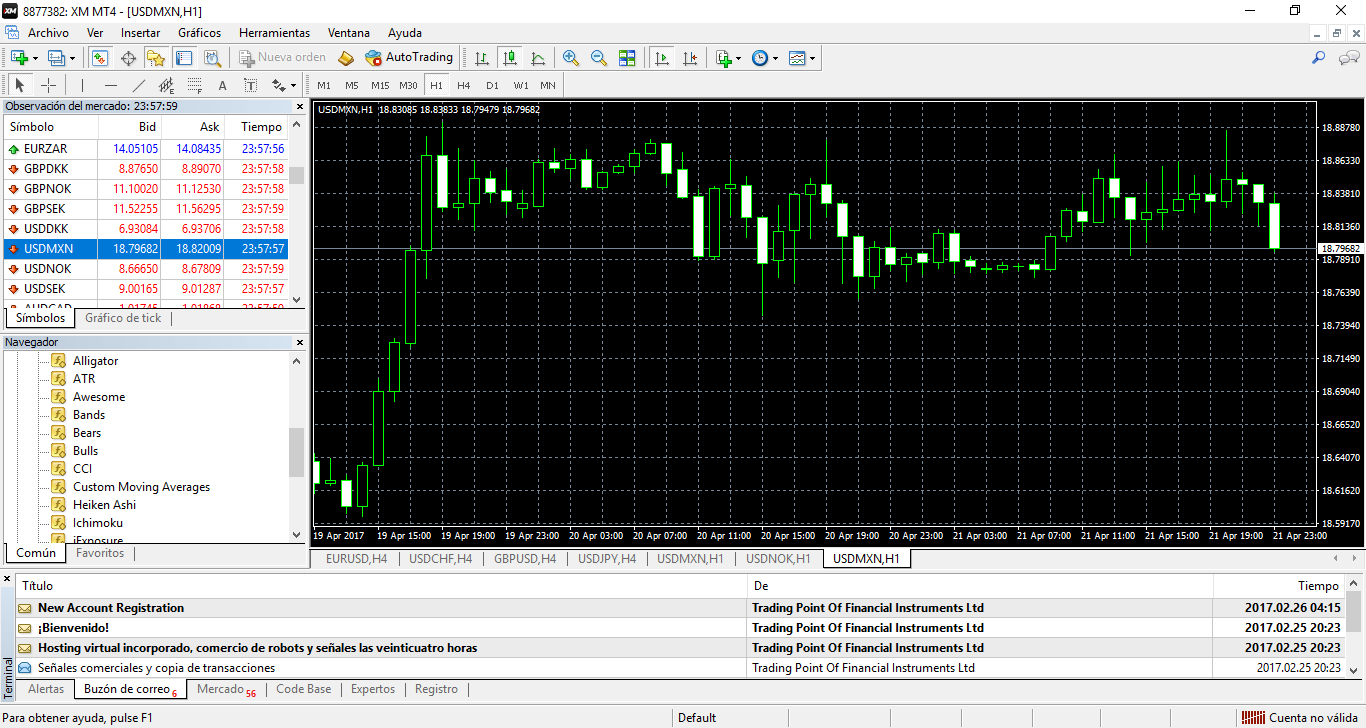 8877382: XM MT4 - [USDMXN,H1]
Archivo Ver Insertar Gráficos Herramientas Ventana Ayuda
Nueva orden AutoTrading
A T M1 M5 M15 M30 H1 H4 D1 W1 MN
Observación del mercado: 23:57:59
Símbolo Bid Ask Tiempo
EURZAR 14.05105 14.08435 23:57:56
GBPDKK 8.87650 8.89070 23:57:58
GBPNOK 11.10020 11.12530 23:57:58
GBPSEK 11.52255 11.56295 23:57:59
USDDKK 6.93084 6.93706 23:57:58
USDMXN 18.79682 18.82009 23:57:57
USDNOK 8.66650 8.67809 23:57:59
USDSEK 9.00165 9.01287 23:57:57
AUDCAD 1.01745 1.01868 23:57:59
Símbolos Gráfico de tick
Navegador
Alligator
ATR
Awesome
Bands
Bears
Bulls
CCI
Custom Moving Averages
Heiken Ashi
Ichimoku
iExposure
Común Favoritos
USDMXN,H1 18.83085 18.83833 18.79479 18.79682
18.88780
18.86330
18.83810
18.81360
18.79682
18.78910
18.76390
18.73940
18.71490
18.69040
18.66520
18.64070
18.61620
18.59170
19 Apr 2017 19 Apr 15:00 19 Apr 19:00 19 Apr 23:00 20 Apr 03:00 20 Apr 07:00 20 Apr 11:00 20 Apr 15:00 20 Apr 19:00 20 Apr 23:00 21 Apr 03:00 21 Apr 07:00 21 Apr 11:00 21 Apr 15:00 21 Apr 19:00 21 Apr 23:00
EURUSD,H4 USDCHF,H4 GBPUSD,H4 USDJPY,H4 USDMXN,H1 USDNOK,H1 USDMXN,H1
Título De Tiempo
New Account Registration Trading Point Of Financial Instruments Ltd 2017.02.26 04:15
¡Bienvenido! Trading Point Of Financial Instruments Ltd 2017.02.25 20:23
Hosting virtual incorporado, comercio de robots y señales las veinticuatro horas Trading Point Of Financial Instruments Ltd 2017.02.25 20:23
Señales comerciales y copia de transacciones Trading Point Of Financial Instruments Ltd 2017.02.25 20:23
Terminal
Alertas Buzón de correo 6 Mercado 56 Code Base Expertos Registro
Para obtener ayuda, pulse F1 Default Cuenta no válida